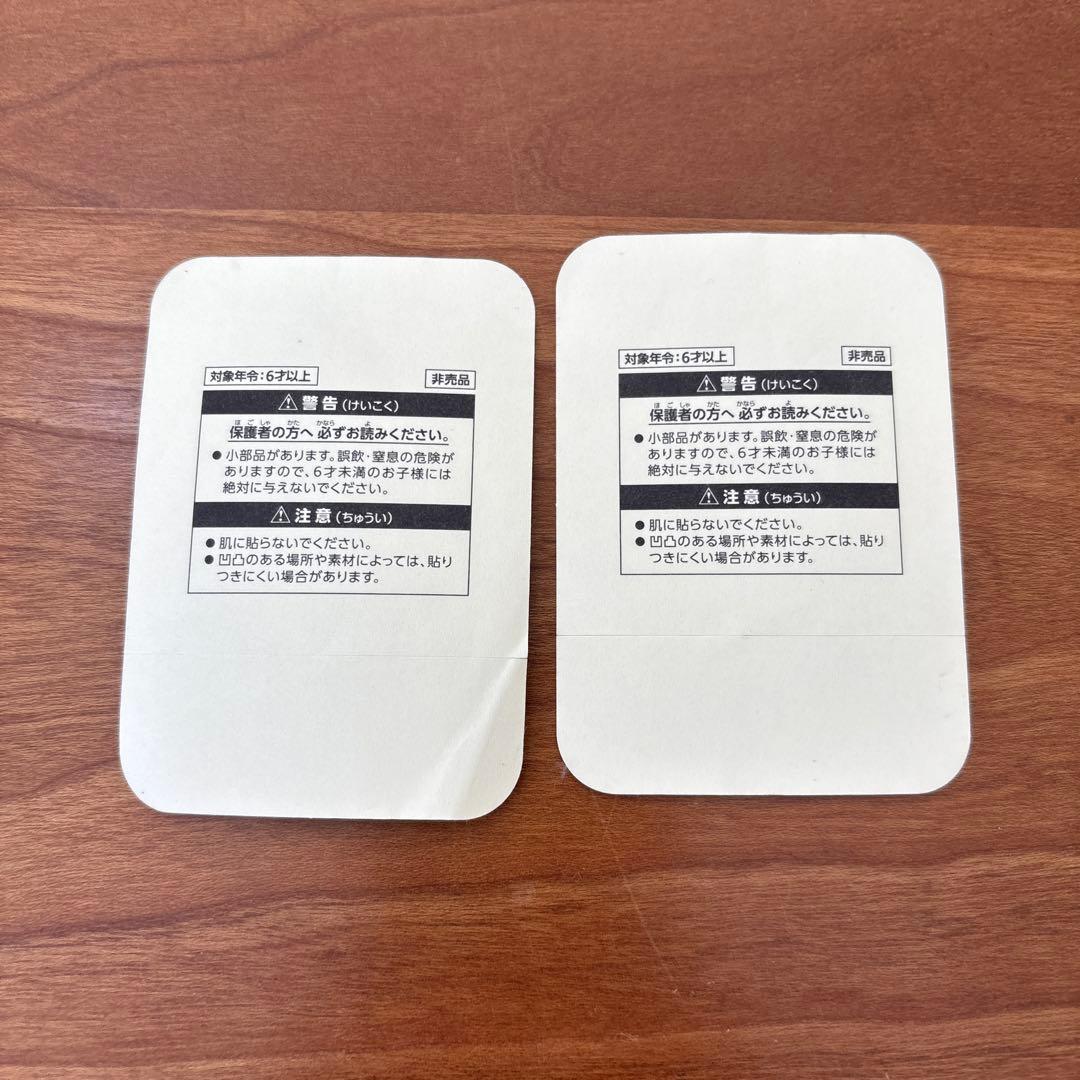 対象年令：6才以上 非売品
⚠警告（けいこく）
ほごしゃ かた かなら よ
保護者の方へ 必ずお読みください。
●小部品があります。誤飲・窒息の危険が
ありますので、6才未満のお子様には
絶対に与えないでください。
⚠注意（ちゅうい）
●肌に貼らないでください。
●凹凸のある場所や素材によっては、貼り
つきにくい場合があります。
対象年令：6才以上 非売品
⚠警告（けいこく）
ほごしゃ かた かなら よ
保護者の方へ 必ずお読みください。
●小部品があります。誤飲・窒息の危険が
ありますので、6才未満のお子様には
絶対に与えないでください。
⚠注意（ちゅうい）
●肌に貼らないでください。
●凹凸のある場所や素材によっては、貼り
つきにくい場合があります。